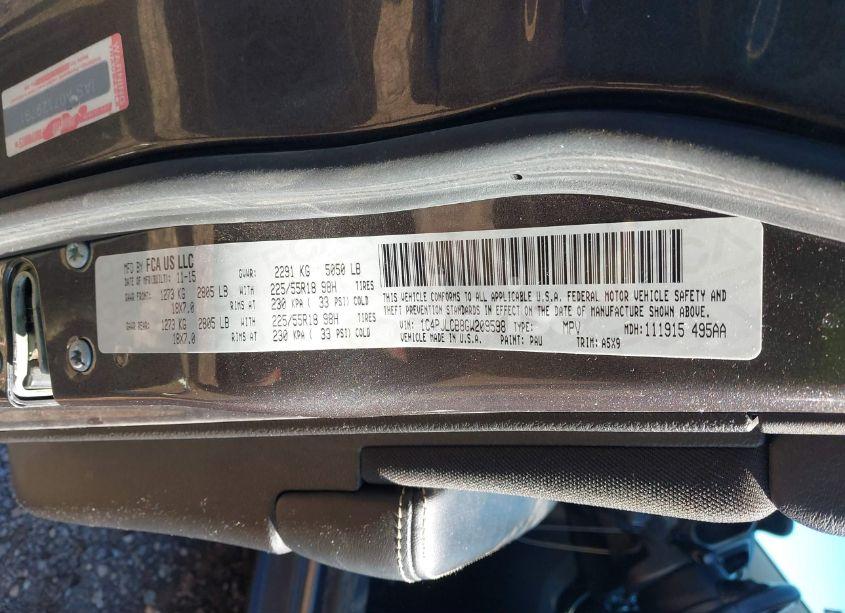 MFD BY FCA US LLC
DATE OF MFR(BUILT): 11-15 GVWR: 2291 KG 5050 LB
GAWR FRONT: 1273 KG 2805 LB WITH 225/55R18 98H TIRES
18X7.0 RIMS AT 230 KPA ( 33 PSI) COLD
GAWR REAR: 1273 KG 2805 LB WITH 225/55R18 98H TIRES
18X7.0 RIMS AT 230 KPA ( 33 PSI) COLD
THIS VEHICLE CONFORMS TO ALL APPLICABLE U.S.A. FEDERAL MOTOR VEHICLE SAFETY AND
THEFT PREVENTION STANDARDS IN EFFECT ON THE DATE OF MANUFACTURE SHOWN ABOVE.
VIN: 1C4PJLCB8GW209598 TYPE: MPV MDH: 111915 495AA
VEHICLE MADE IN U.S.A. PAINT: PAU TRIM: A5X9